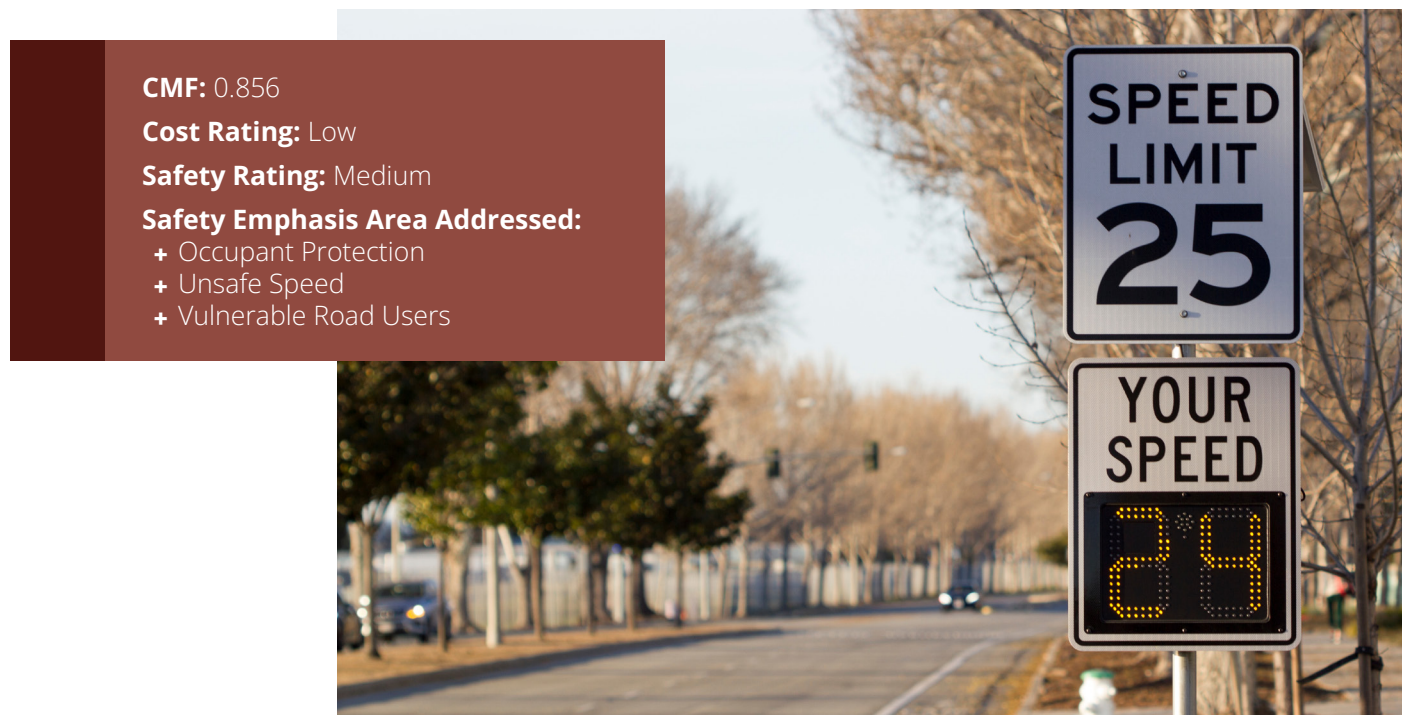 CMF: 0.856
Cost Rating: Low
Safety Rating: Medium
Safety Emphasis Area Addressed:
+ Occupant Protection
+ Unsafe Speed
+ Vulnerable Road Users
SPEED
LIMIT
25
YOUR
SPEED
24